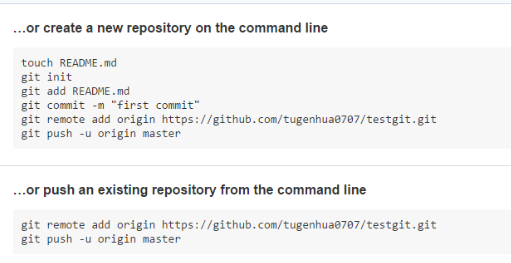 ...or create a new repository on the command line
touch README.md
git init
git add README.md
git commit -m "first commit"
git remote add origin https://github.com/tugenhua0707/testgit.git
git push -u origin master
...or push an existing repository from the command line
git remote add origin https://github.com/tugenhua0707/testgit.git
git push -u origin master